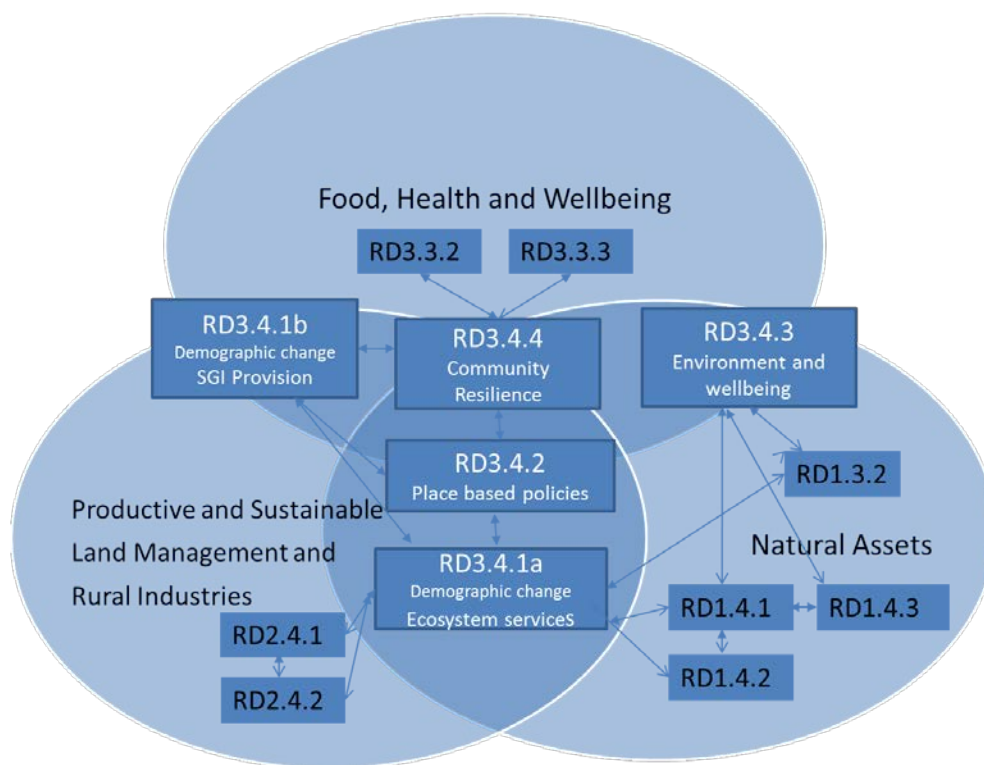 Food, Health and Wellbeing
RD3.3.2
RD3.3.3
RD3.4.1b
Demographic change
SGI Provision
RD3.4.4
Community
Resilience
RD3.4.3
Environment and
wellbeing
RD3.4.2
Place based policies
RD1.3.2
Productive and Sustainable
Land Management and
Rural Industries
Natural Assets
RD3.4.1a
Demographic change
Ecosystem services
RD2.4.1
RD2.4.2
RD1.4.1
RD1.4.3
RD1.4.2